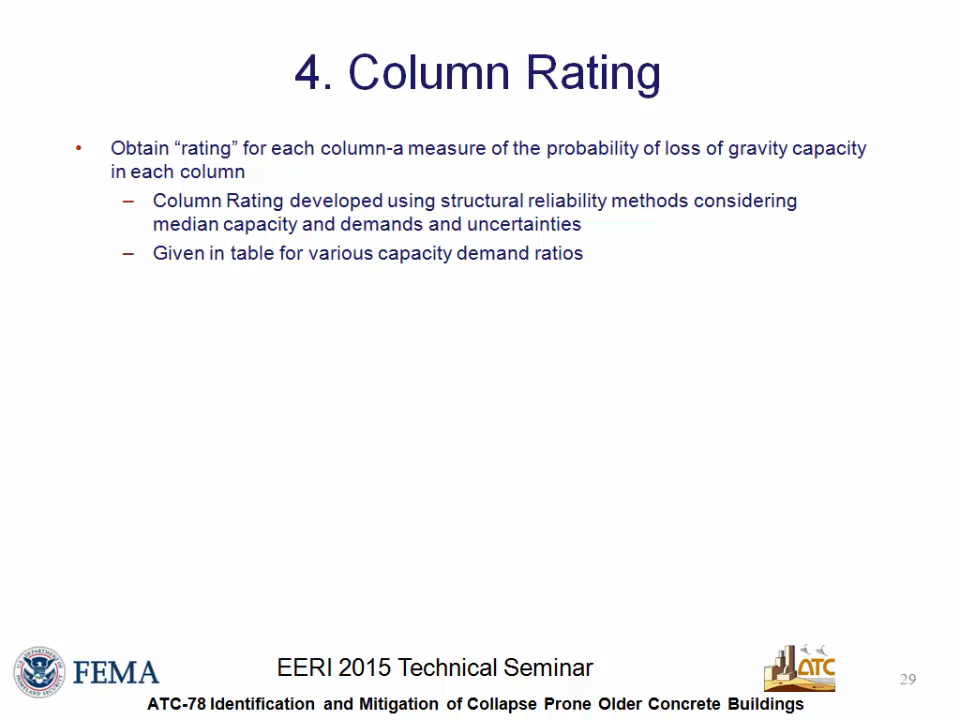 4. Column Rating
• Obtain “rating” for each column-a measure of the probability of loss of gravity capacity
in each column
– Column Rating developed using structural reliability methods considering
median capacity and demands and uncertainties
– Given in table for various capacity demand ratios
FEMA
EERI 2015 Technical Seminar
ATC
29
ATC-78 Identification and Mitigation of Collapse Prone Older Concrete Buildings